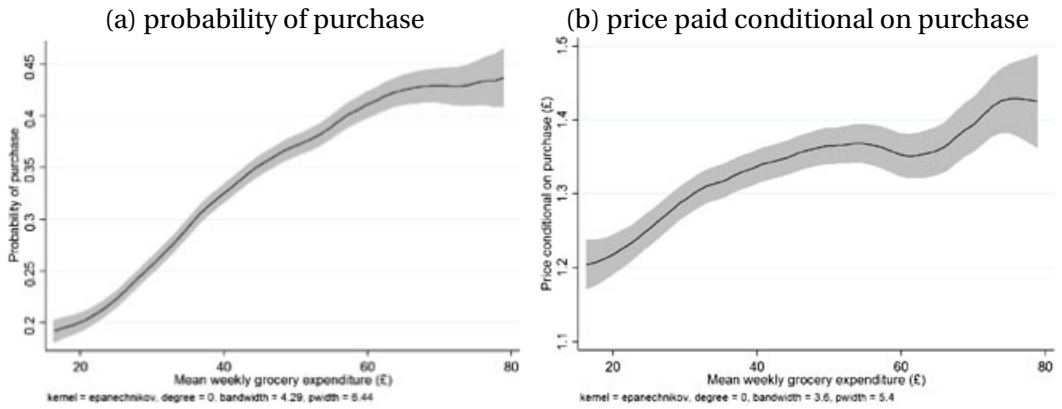 (a) probability of purchase
0.45
0.4
0.35
0.3
0.25
0.2
Probability of purchase
20 40 60 80
Mean weekly grocery expenditure (£)
kernel = epanechnikov, degree = 0, bandwidth = 4.29, pwidth = 6.44
(b) price paid conditional on purchase
1.5
1.4
1.3
1.2
1.1
Price conditional on purchase (£)
20 40 60 80
Mean weekly grocery expenditure (£)
kernel = epanechnikov, degree = 0, bandwidth = 3.6, pwidth = 5.4